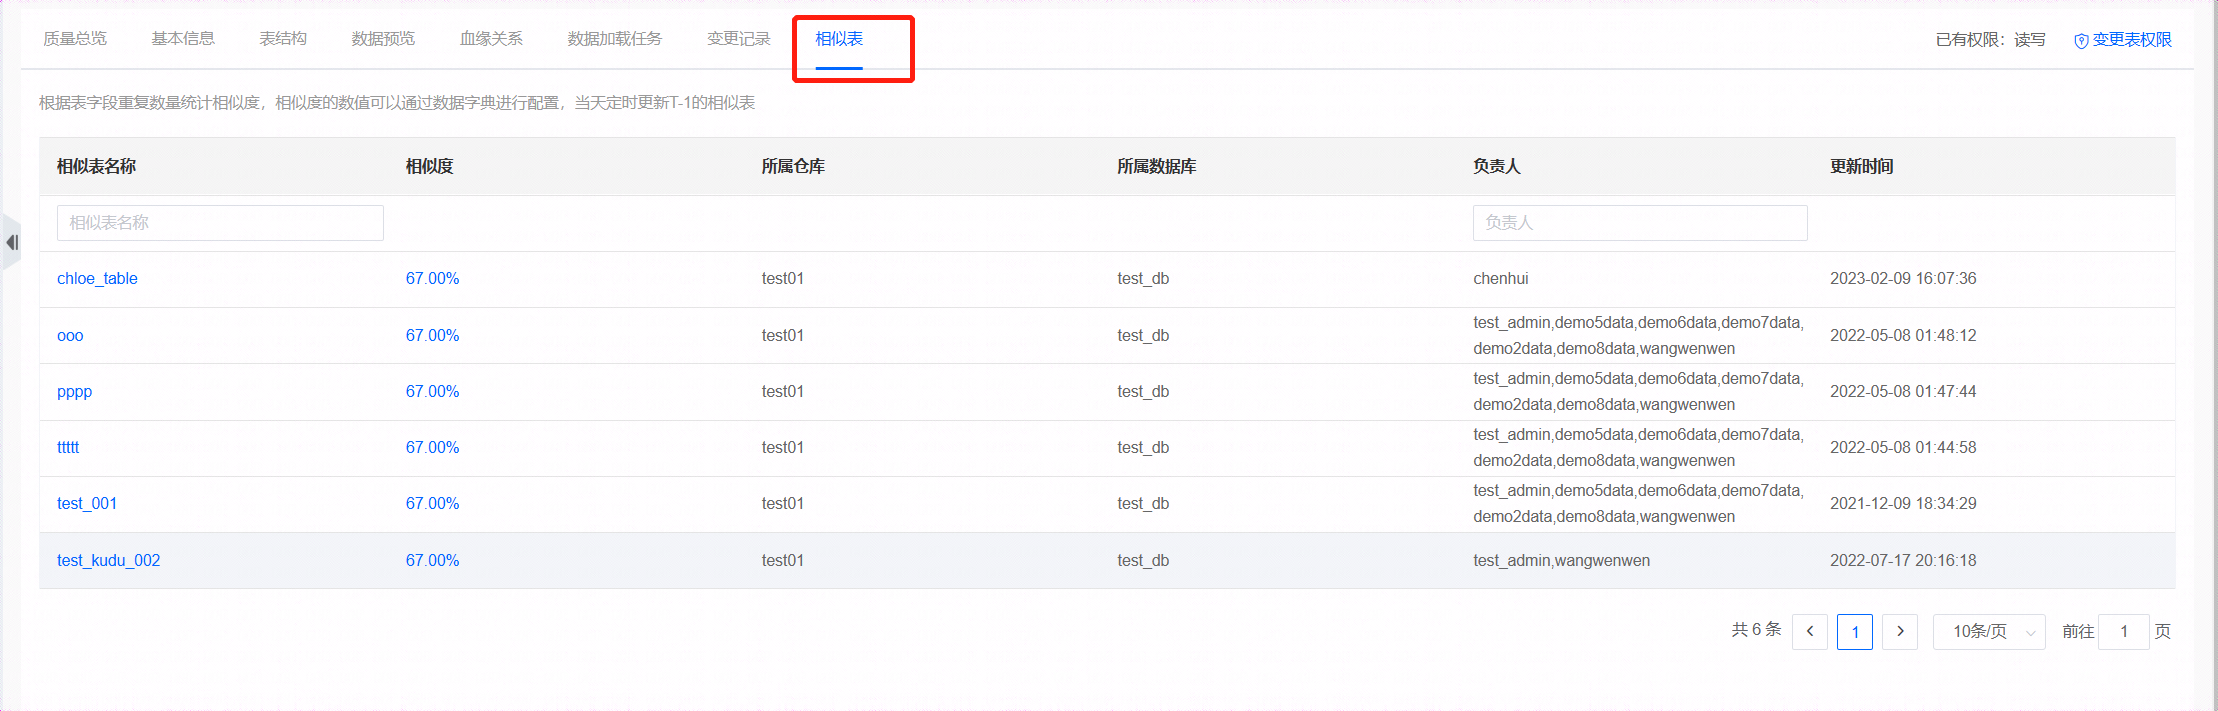 质量总览 基本信息 表结构 数据预览 血缘关系 数据加载任务 变更记录 相似表 已有权限：读写 变更表权限
根据表字段重复数量统计相似度，相似度的数值可以通过数据字典进行配置，当天定时更新T-1的相似表
相似表名称 相似度 所属仓库 所属数据库 负责人 更新时间
相似表名称 负责人
chloe_table 67.00% test01 test_db chenhui 2023-02-09 16:07:36
ooo 67.00% test01 test_db test_admin,demo5data,demo6data,demo7data, 2022-05-08 01:48:12
demo2data,demo8data,wangwenwen
pppp 67.00% test01 test_db test_admin,demo5data,demo6data,demo7data, 2022-05-08 01:47:44
demo2data,demo8data,wangwenwen
ttttt 67.00% test01 test_db test_admin,demo5data,demo6data,demo7data, 2022-05-08 01:44:58
demo2data,demo8data,wangwenwen
test_001 67.00% test01 test_db test_admin,demo5data,demo6data,demo7data, 2021-12-09 18:34:29
demo2data,demo8data,wangwenwen
test_kudu_002 67.00% test01 test_db test_admin,wangwenwen 2022-07-17 20:16:18
共 6 条 1 10条/页 前往 1 页